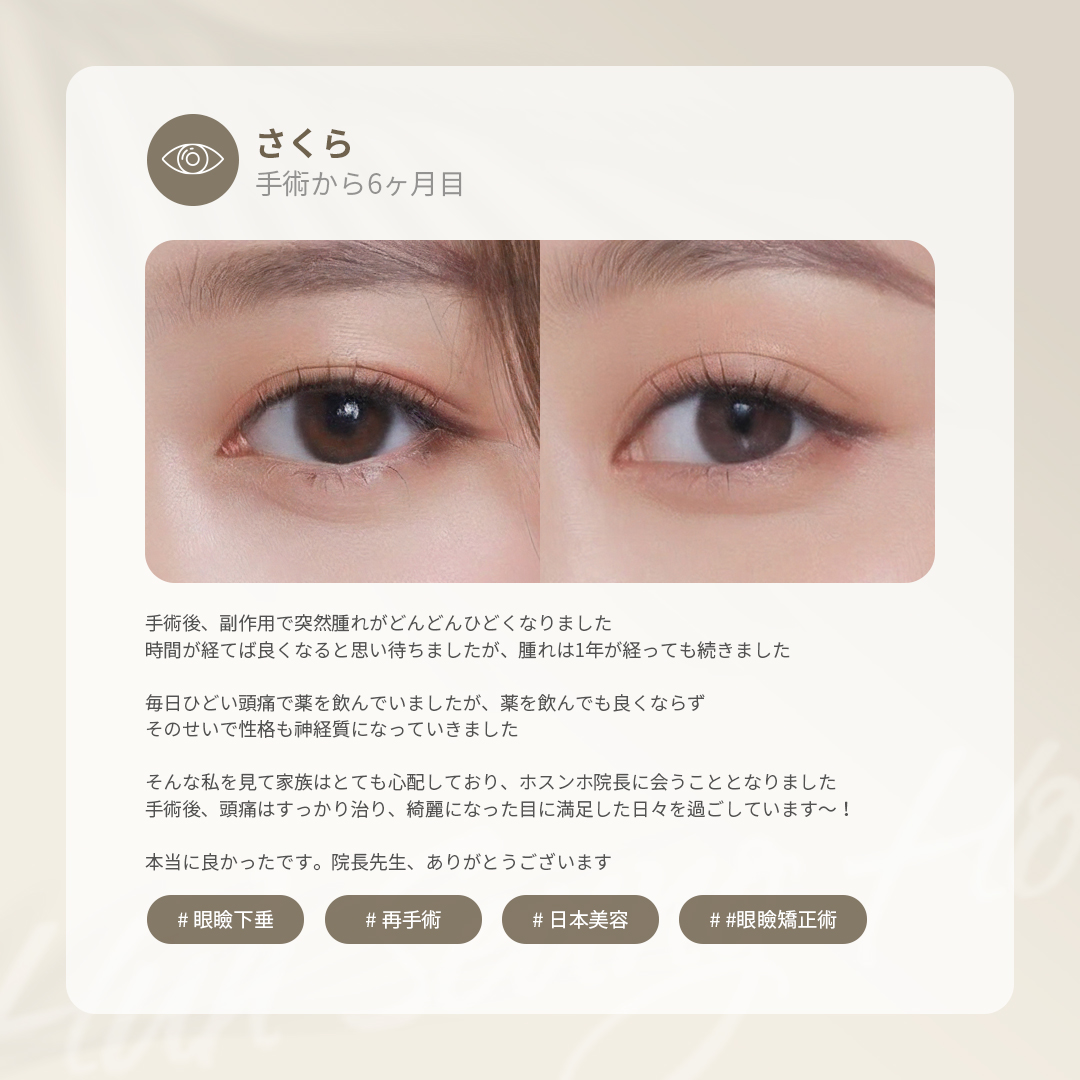 さくら
手術から6ヶ月目
手術後、副作用で突然腫れがどんどんひどくなりました
時間が経てば良くなると思い待ちましたが、腫れは1年が経っても続きました
毎日ひどい頭痛で薬を飲んでいましたが、薬を飲んでも良くならず
そのせいで性格も神経質になっていきました
そんな私を見て家族はとても心配しており、ホスンホ院長に会うこととなりました
手術後、頭痛はすっかり治り、綺麗になった目に満足した日々を過ごしています〜！
本当に良かったです。院長先生、ありがとうございます
# 眼瞼下垂
# 再手術
# 日本美容
# #眼瞼矯正術